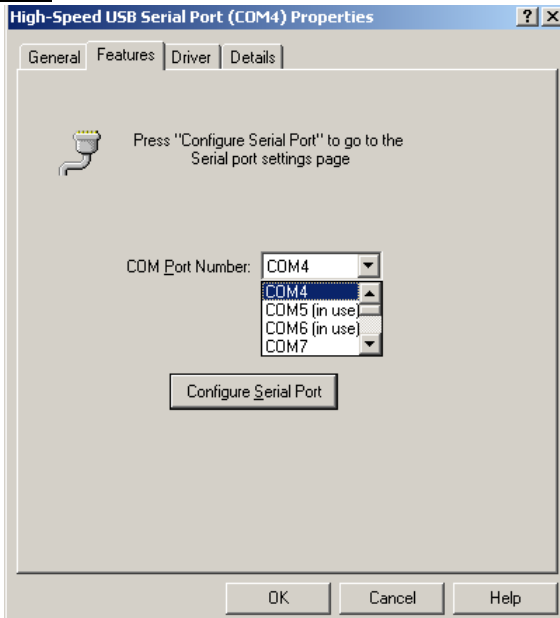 High-Speed USB Serial Port (COM4) Properties
General Features Driver Details
Press "Configure Serial Port" to go to the
Serial port settings page
COM Port Number: COM4
COM4
COM5 (in use)
COM6 (in use)
COM7
Configure Serial Port
OK Cancel Help